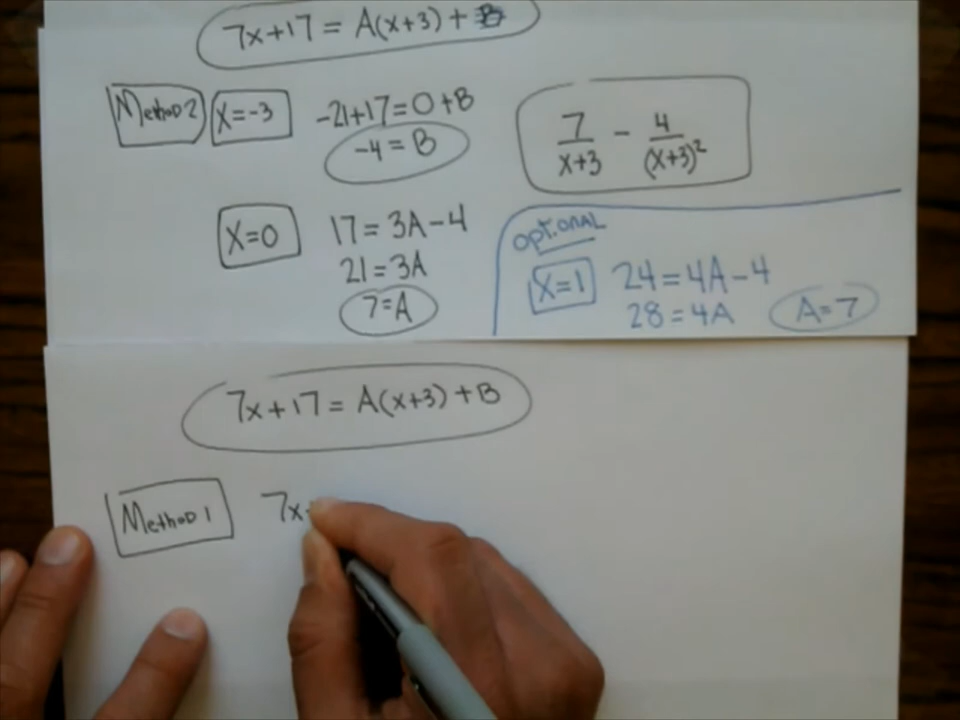 7x+17 = A(x+3) + B
Method 2 X=-3 -21+17=0+B
-4 = B
7/x+3 - 4/(x+3)²
X=0 17= 3A-4
21=3A
7=A
OPTIONAL
X=1 24=4A-4
28=4A A=7
7x+17= A(x+3)+B
Method 1 7x+